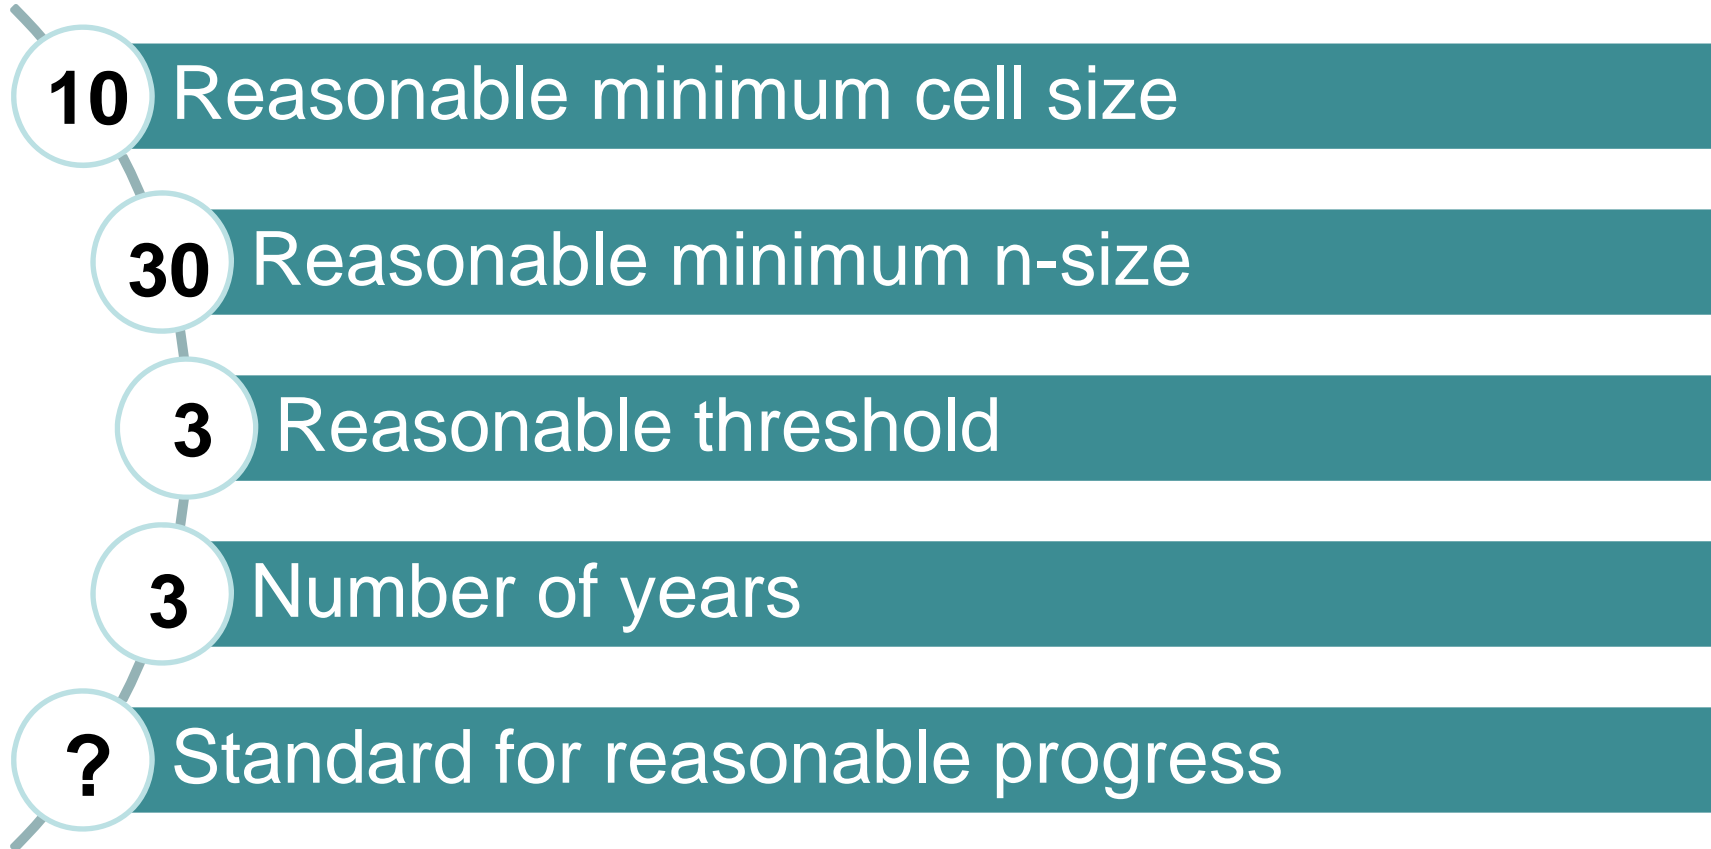 10 Reasonable minimum cell size
30 Reasonable minimum n-size
3 Reasonable threshold
3 Number of years
? Standard for reasonable progress